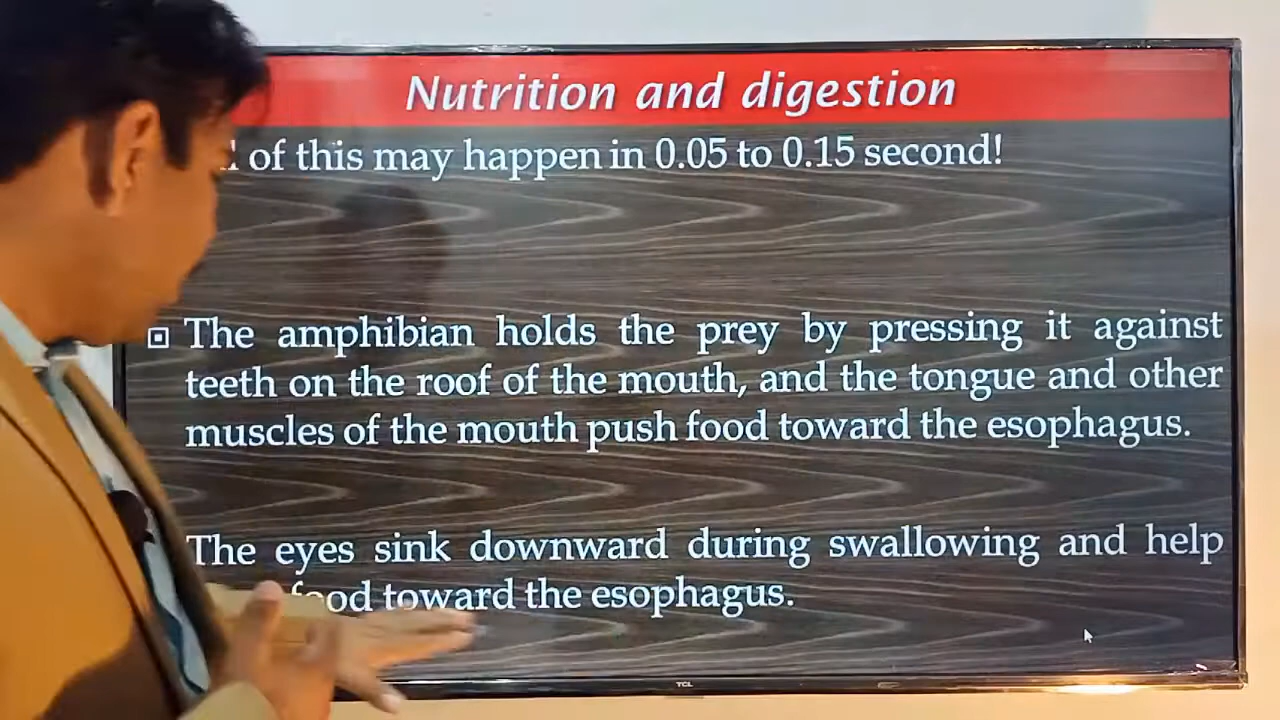 Nutrition and digestion
of this may happen in 0.05 to 0.15 second!
The amphibian holds the prey by pressing it against
teeth on the roof of the mouth, and the tongue and other
muscles of the mouth push food toward the esophagus.
The eyes sink downward during swallowing and help
food toward the esophagus.
TCL